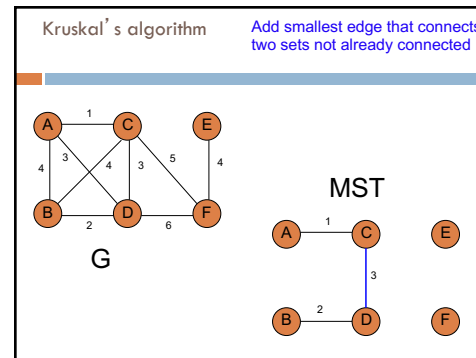 Kruskal's algorithm
Add smallest edge that connects
two sets not already connected
A 1 C E
4 3 4 3 5 4
B 2 D 6 F
G
MST
A 1 C E
3
B 2 D F